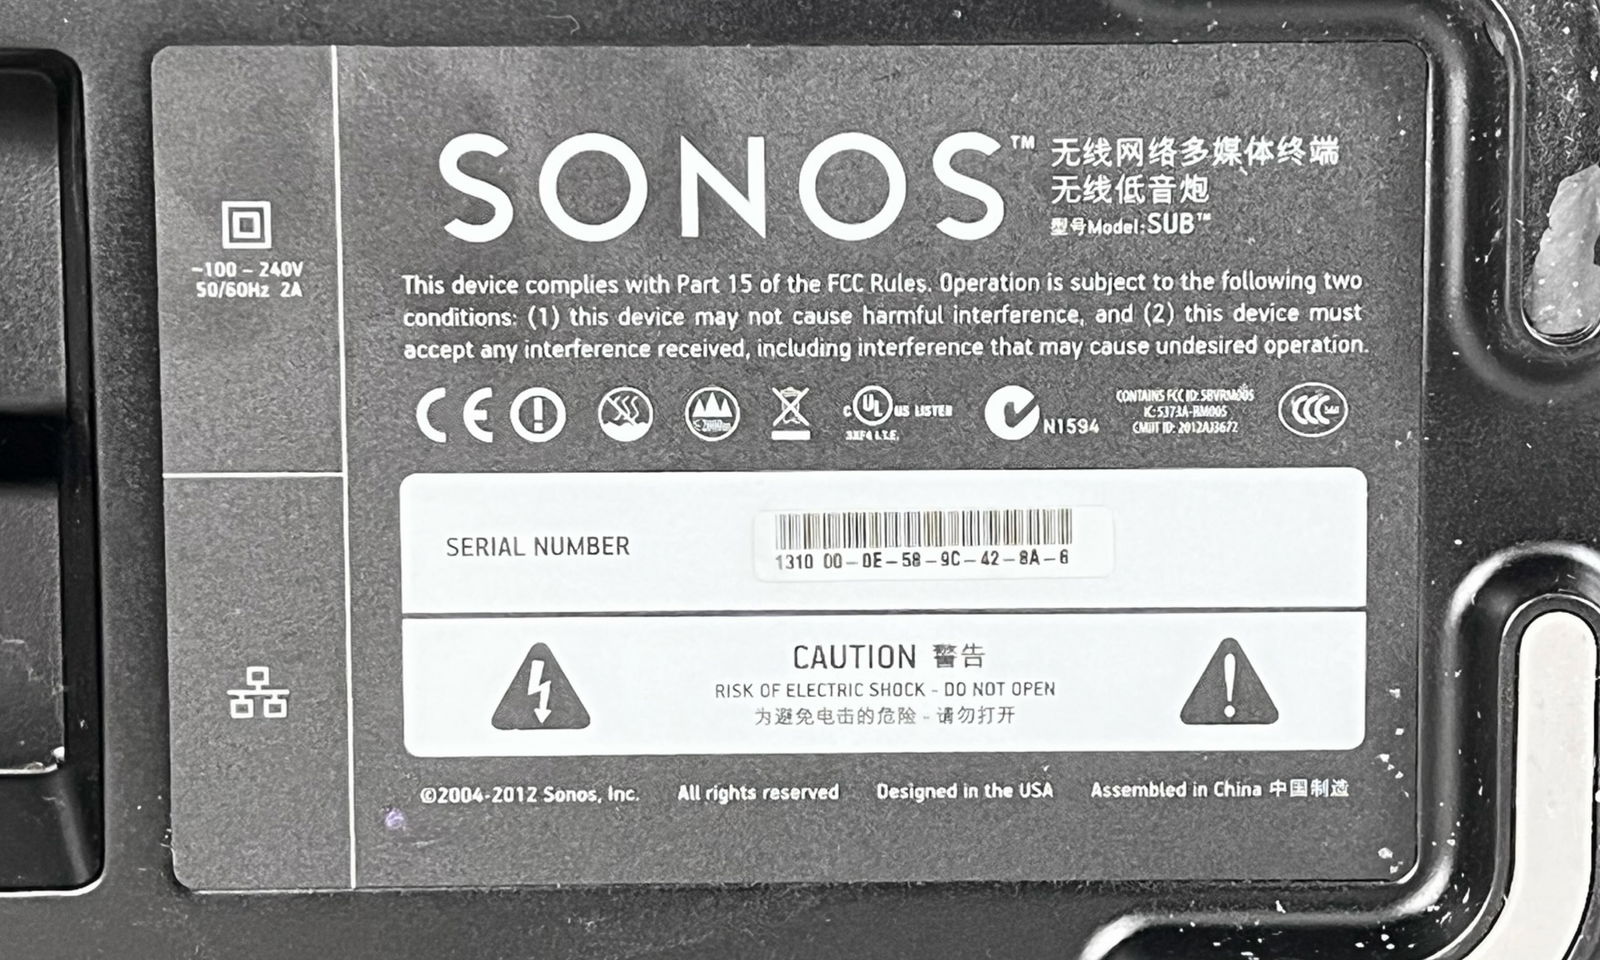 SONOS™
无线网络多媒体终端
无线低音炮
型号Model:SUB™
~100 – 240V
50/60Hz 2A
This device complies with Part 15 of the FCC Rules. Operation is subject to the following two
conditions: (1) this device may not cause harmful interference, and (2) this device must
accept any interference received, including interference that may cause undesired operation.
CE
C UL US LISTED
N1594
CONTAINS FCC ID: SBVRM005
IC: 5373A-RM005
CMIIT ID: 2012AJ3672
CCC
SERIAL NUMBER
1310 00-0E-58-9C-42-8A-6
CAUTION 警告
RISK OF ELECTRIC SHOCK - DO NOT OPEN
为避免电击的危险 - 请勿打开
©2004-2012 Sonos, Inc. All rights reserved Designed in the USA Assembled in China 中国制造